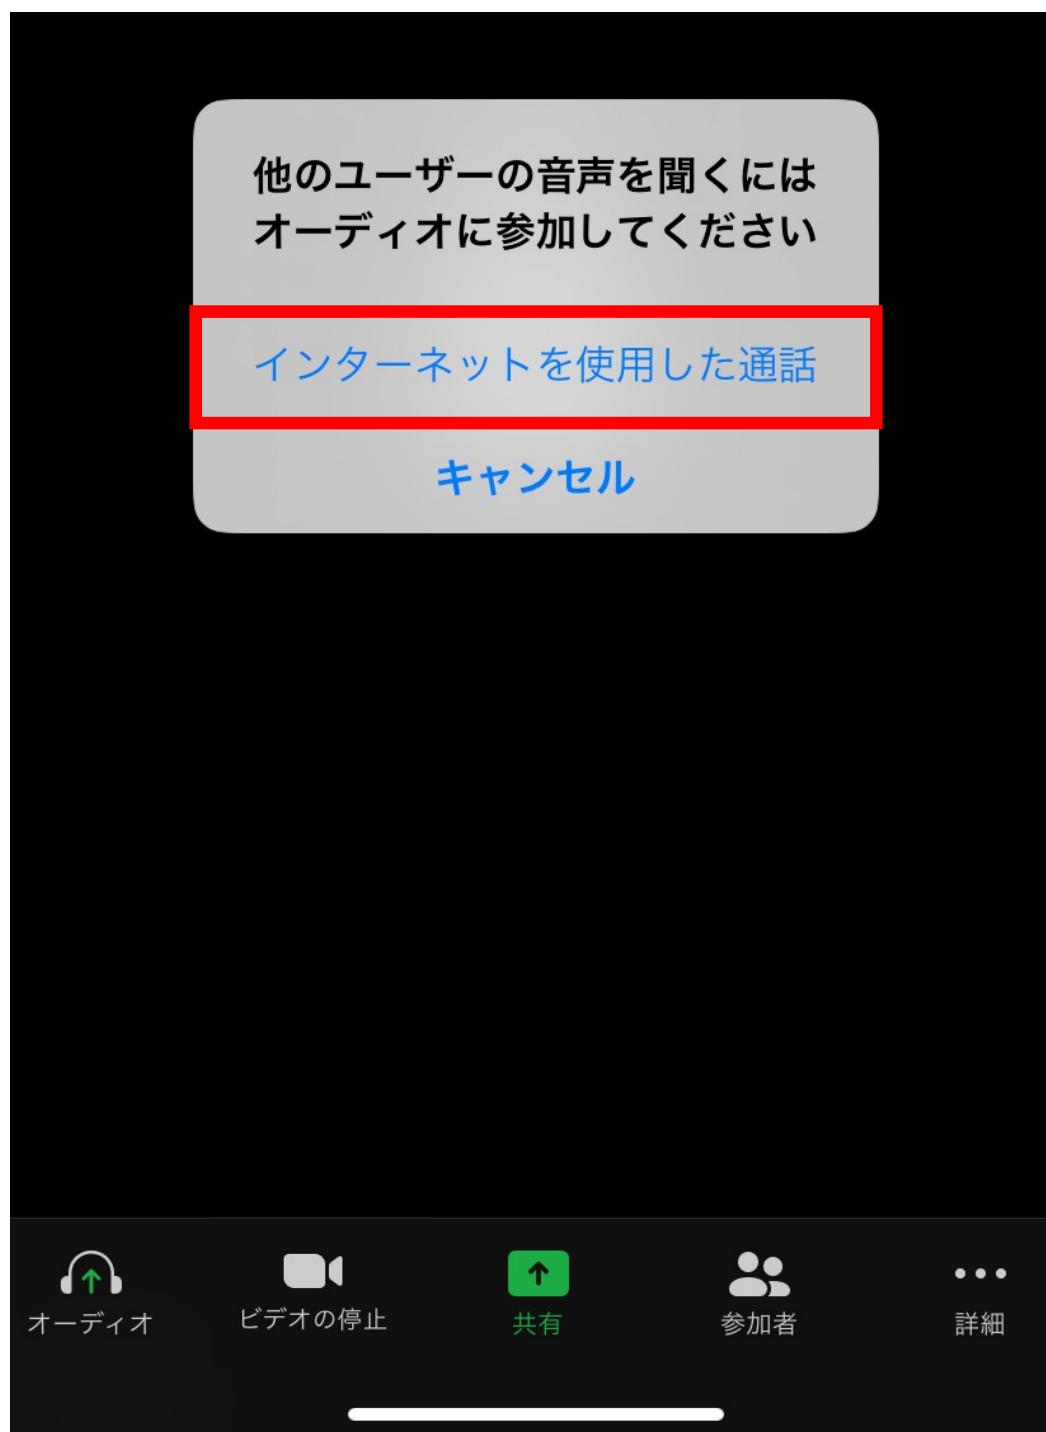 他のユーザーの音声を聞くには
オーディオに参加してください
インターネットを使用した通話
キャンセル
オーディオ
ビデオの停止
共有
参加者
詳細